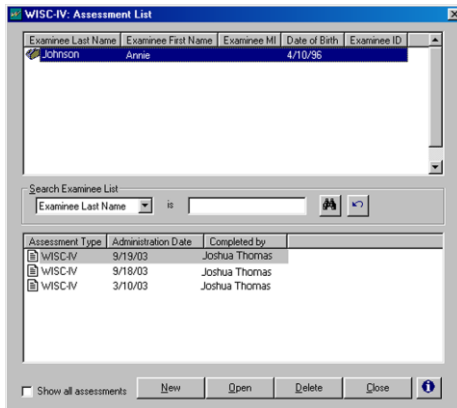 WISC-IV: Assessment List
Examinee Last Name Examinee First Name Examinee MI Date of Birth Examinee ID
Johnson Annie 4/10/96
Search Examinee List
Examinee Last Name is
Assessment Type Administration Date Completed by
WISC-IV 9/19/03 Joshua Thomas
WISC-IV 9/18/03 Joshua Thomas
WISC-IV 3/10/03 Joshua Thomas
Show all assessments New Open Delete Close